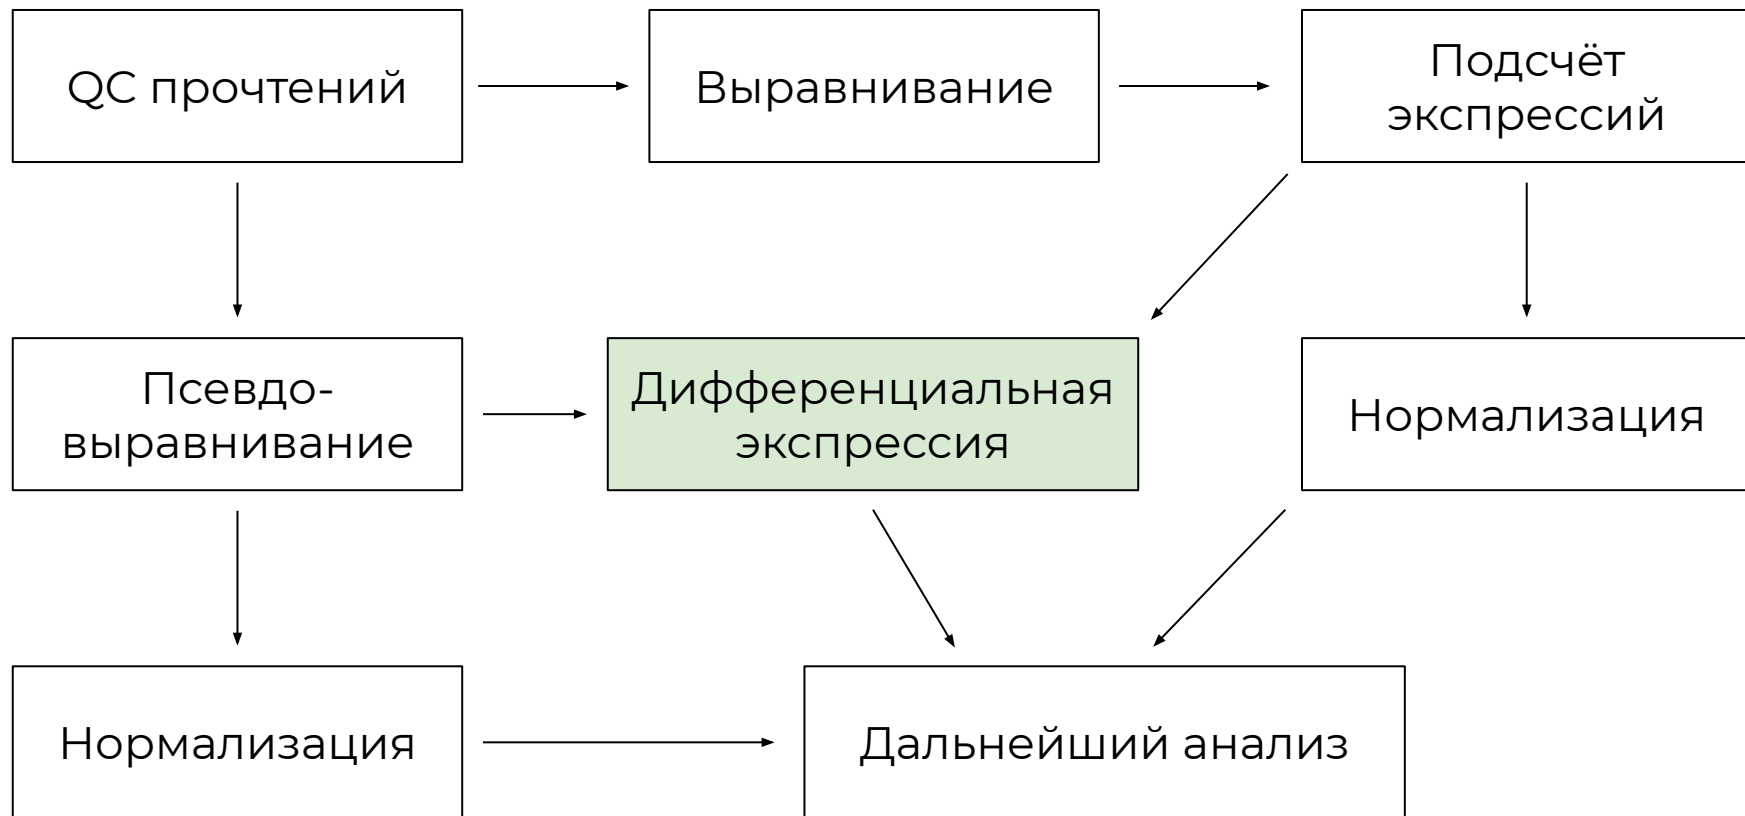 QC прочтений
Выравнивание
Подсчёт
экспрессий
Псевдо-
выравнивание
Дифференциальная
экспрессия
Нормализация
Нормализация
Дальнейший анализ